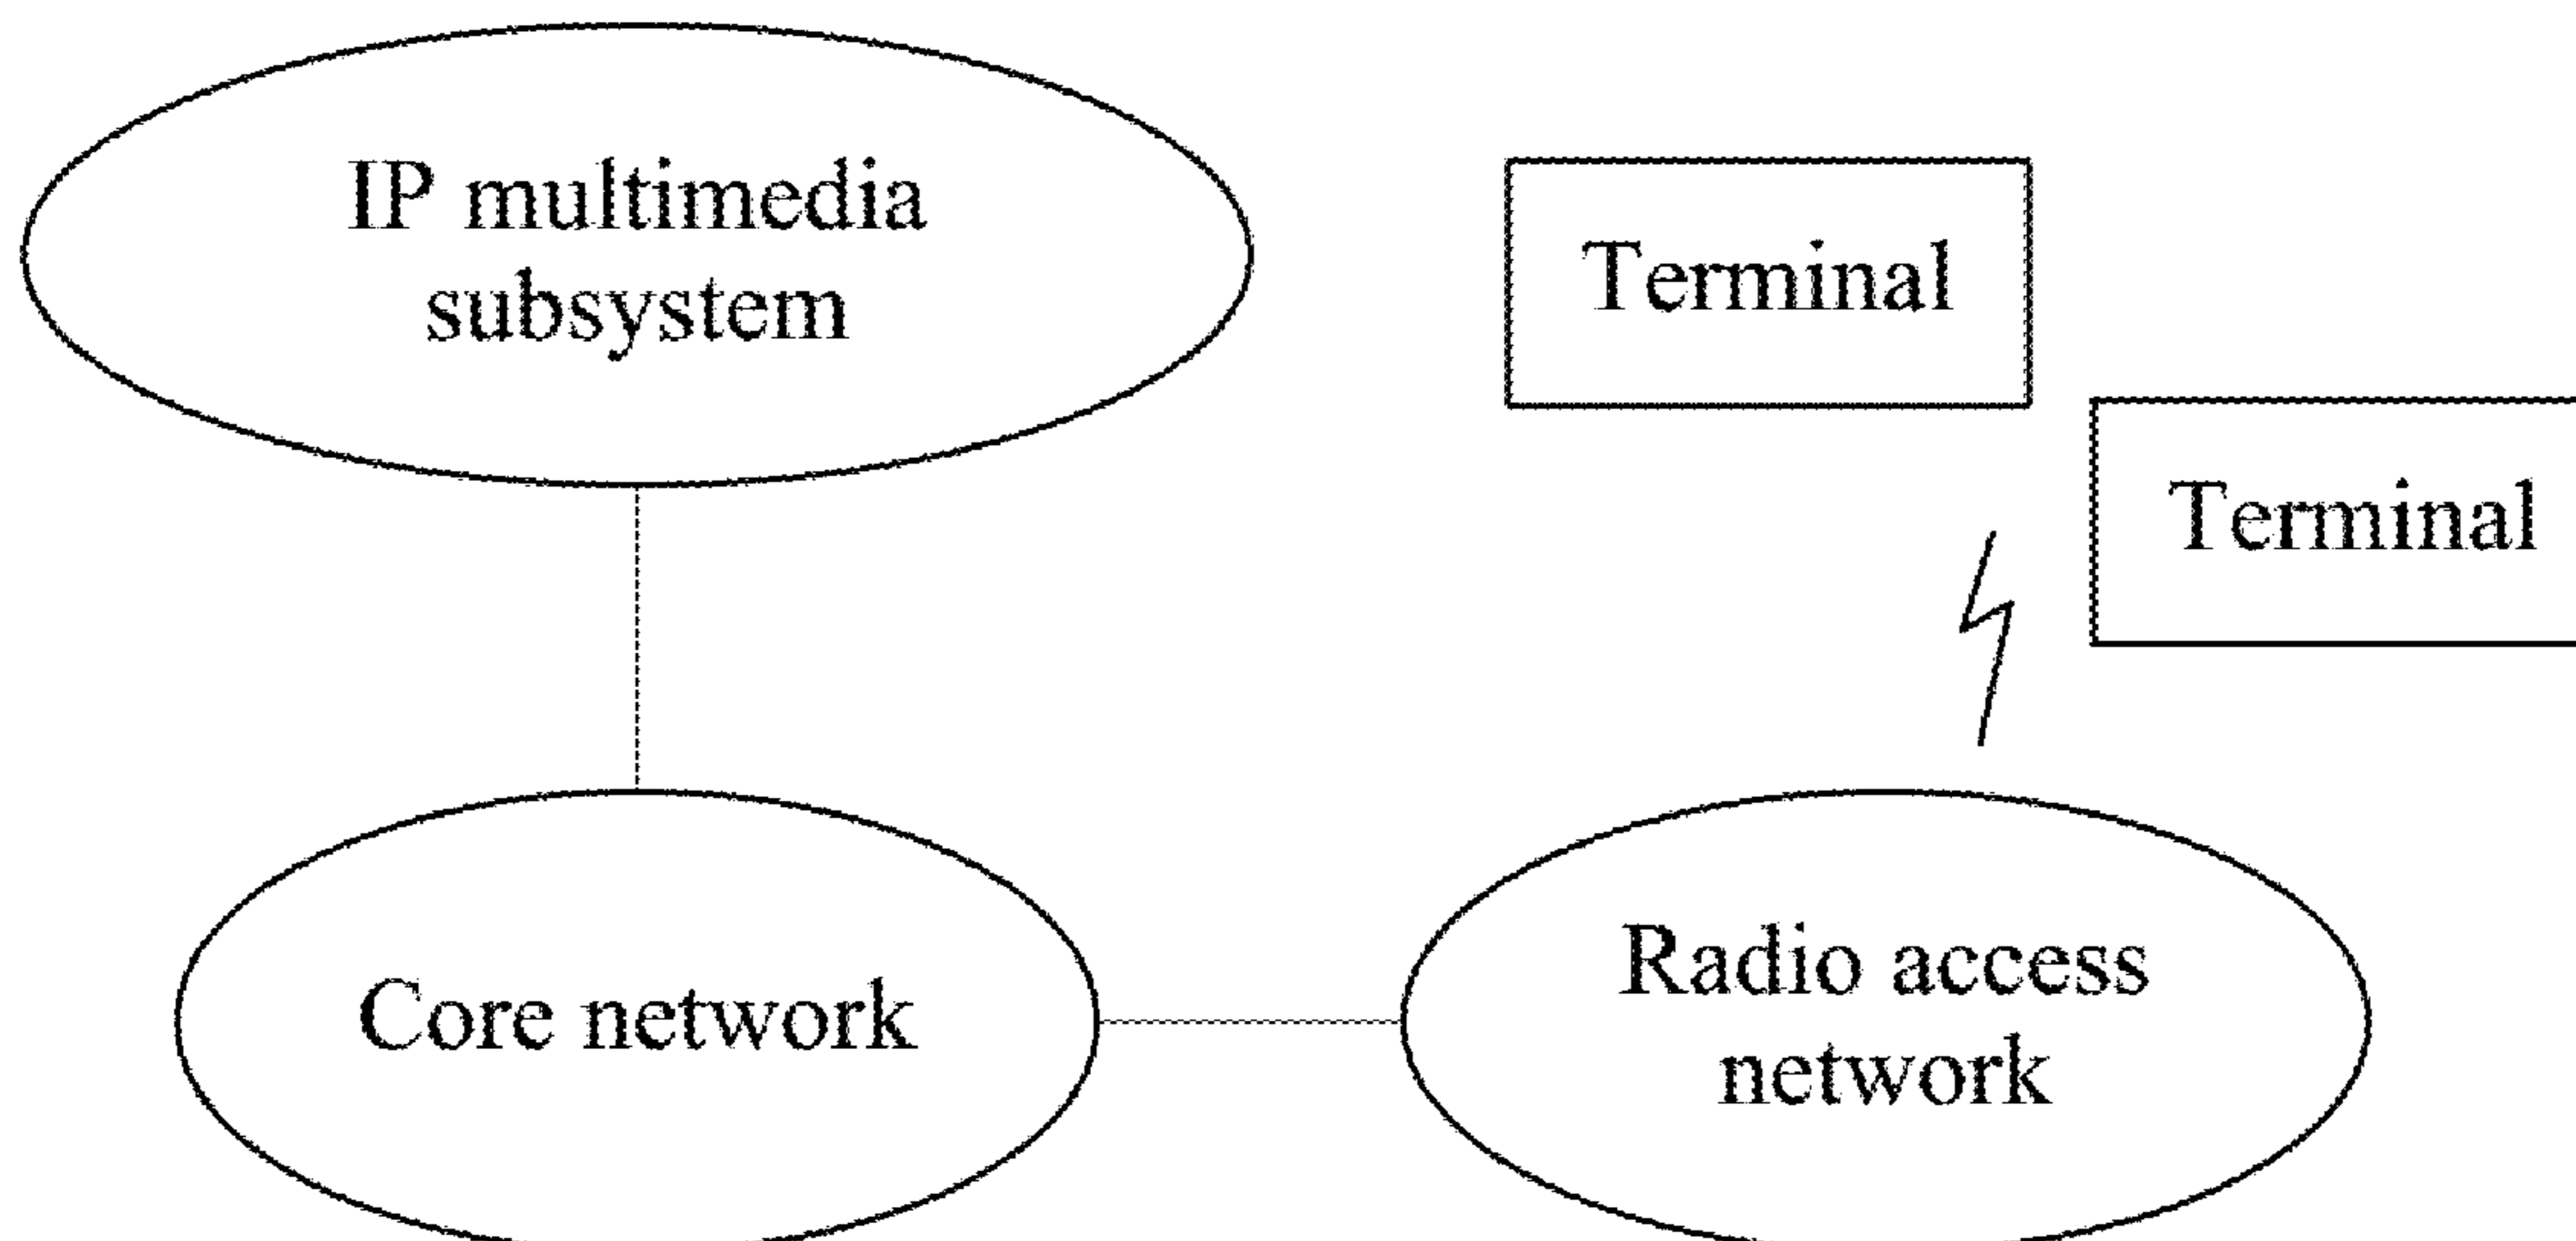 IP multimedia
subsystem
Terminal
Terminal
Core network
Radio access
network